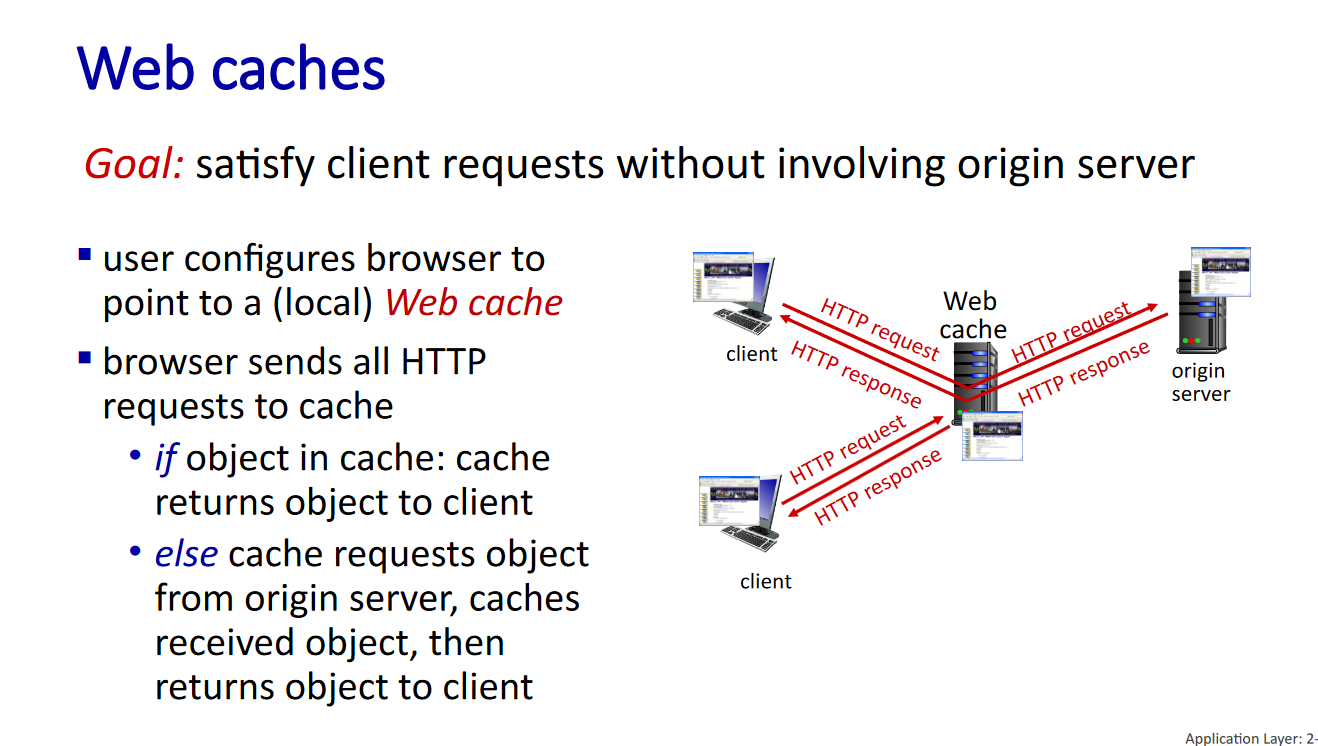 Web caches
Goal: satisfy client requests without involving origin server
▪ user configures browser to
point to a (local) Web cache
▪ browser sends all HTTP
requests to cache
• if object in cache: cache
returns object to client
• else cache requests object
from origin server, caches
received object, then
returns object to client
client
HTTP request
HTTP response
Web
cache
HTTP request
HTTP response
origin
server
HTTP request
HTTP response
client
Application Layer: 2-